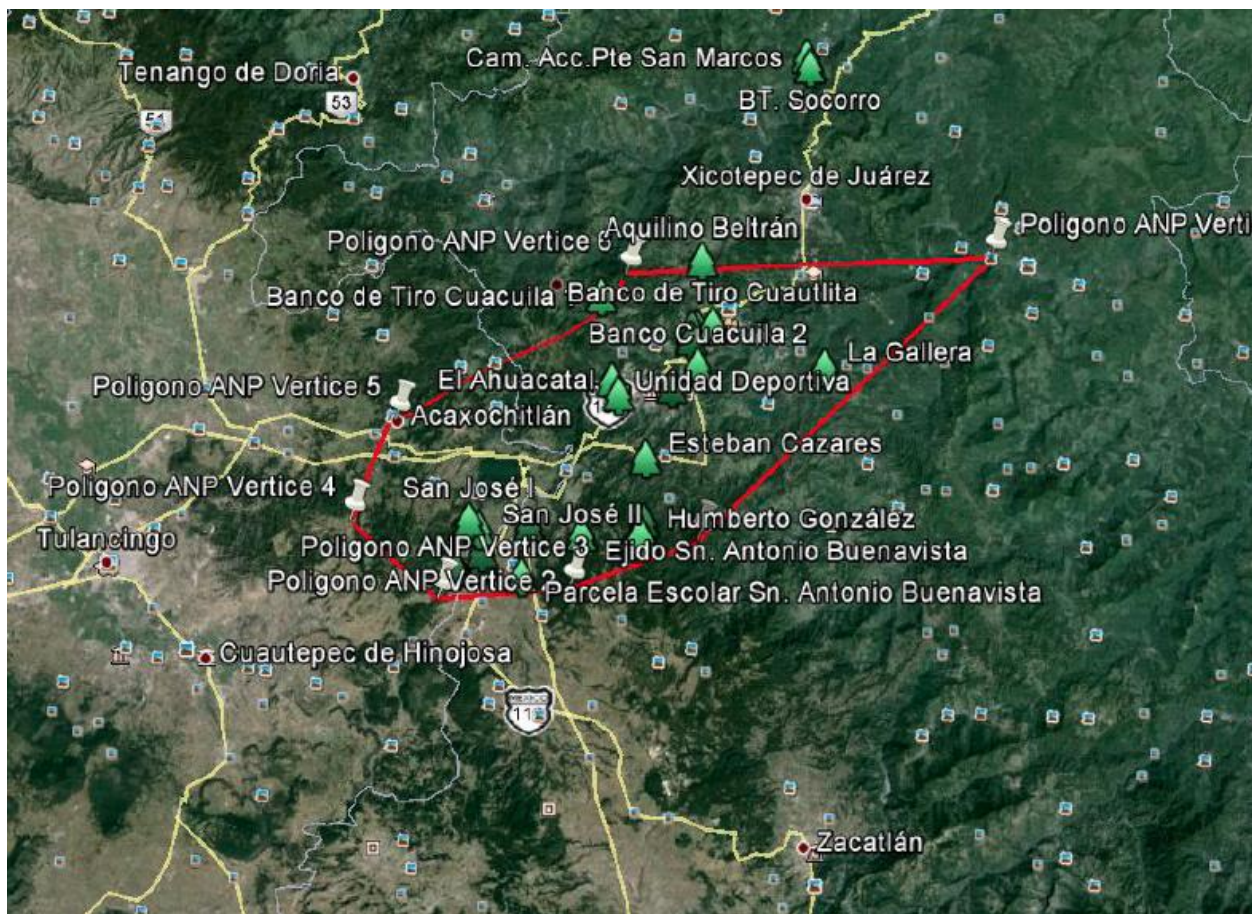 Cam. Acc.Pte San Marcos
Tenango de Doria
53
BT. Socorro
Xicotepec de Juárez
Aquilino Beltrán
Poligono ANP Vertice 6
Poligono ANP Verti
Banco de Tiro Cuacuila
Banco de Tiro Cuautlita
Banco Cuacuila 2
La Gallera
Poligono ANP Vertice 5
El Ahuacatal
Unidad Deportiva
Acaxochitlán
Esteban Cazares
Poligono ANP Vertice 4
San José I
San José II
Humberto González
Tulancingo
Poligono ANP Vertice 3
Ejido Sn. Antonio Buenavista
Poligono ANP Vertice 2
Parcela Escolar Sn. Antonio Buenavista
Cuautepec de Hinojosa
MEXICO
Zacatlán